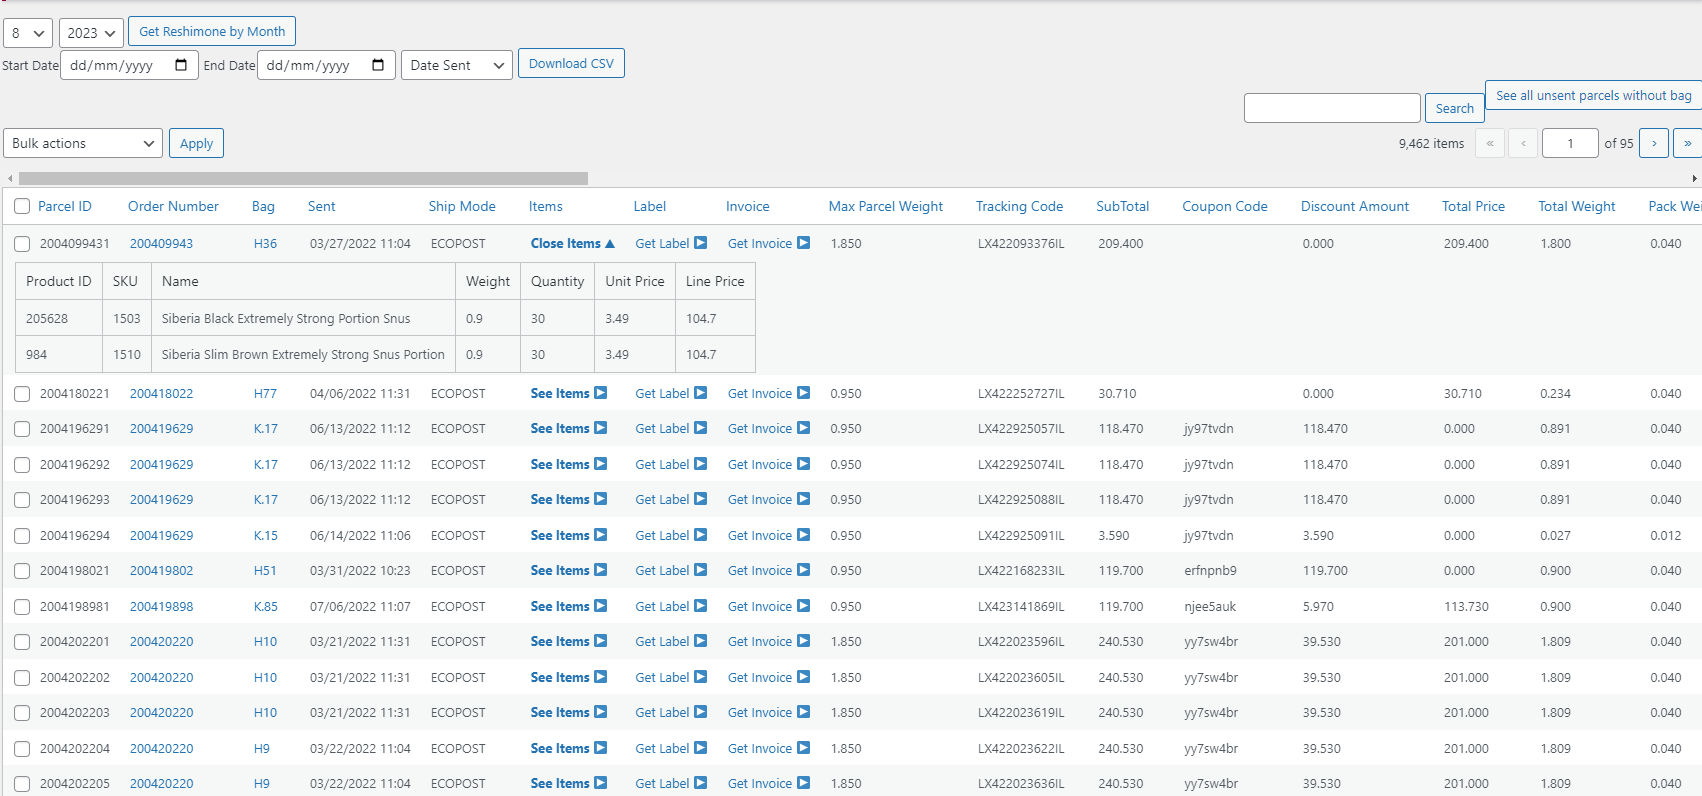 8 2023 Get Reshimone by Month
Start Date dd/mm/yyyy End Date dd/mm/yyyy Date Sent Download CSV
See all unsent parcels without bag
Search
Bulk actions Apply 9,462 items « ‹ 1 of 95 › »
Parcel ID Order Number Bag Sent Ship Mode Items Label Invoice Max Parcel Weight Tracking Code SubTotal Coupon Code Discount Amount Total Price Total Weight Pack Wei
2004099431 200409943 H36 03/27/2022 11:04 ECOPOST Close Items ▲ Get Label Get Invoice 1.850 LX422093376IL 209.400 0.000 209.400 1.800 0.040
Product ID SKU Name Weight Quantity Unit Price Line Price
205628 1503 Siberia Black Extremely Strong Portion Snus 0.9 30 3.49 104.7
984 1510 Siberia Slim Brown Extremely Strong Snus Portion 0.9 30 3.49 104.7
2004180221 200418022 H77 04/06/2022 11:31 ECOPOST See Items Get Label Get Invoice 0.950 LX422252727IL 30.710 0.000 30.710 0.234 0.040
2004196291 200419629 K.17 06/13/2022 11:12 ECOPOST See Items Get Label Get Invoice 0.950 LX422925057IL 118.470 jy97tvdn 118.470 0.000 0.891 0.040
2004196292 200419629 K.17 06/13/2022 11:12 ECOPOST See Items Get Label Get Invoice 0.950 LX422925074IL 118.470 jy97tvdn 118.470 0.000 0.891 0.040
2004196293 200419629 K.17 06/13/2022 11:12 ECOPOST See Items Get Label Get Invoice 0.950 LX422925088IL 118.470 jy97tvdn 118.470 0.000 0.891 0.040
2004196294 200419629 K.15 06/14/2022 11:06 ECOPOST See Items Get Label Get Invoice 0.950 LX422925091IL 3.590 jy97tvdn 3.590 0.000 0.027 0.012
2004198021 200419802 H51 03/31/2022 10:23 ECOPOST See Items Get Label Get Invoice 0.950 LX422168233IL 119.700 erfnpnb9 119.700 0.000 0.900 0.040
2004198981 200419898 K.85 07/06/2022 11:07 ECOPOST See Items Get Label Get Invoice 0.950 LX423141869IL 119.700 njee5auk 5.970 113.730 0.900 0.040
2004202201 200420220 H10 03/21/2022 11:31 ECOPOST See Items Get Label Get Invoice 1.850 LX422023596IL 240.530 yy7sw4br 39.530 201.000 1.809 0.040
2004202202 200420220 H10 03/21/2022 11:31 ECOPOST See Items Get Label Get Invoice 1.850 LX422023605IL 240.530 yy7sw4br 39.530 201.000 1.809 0.040
2004202203 200420220 H10 03/21/2022 11:31 ECOPOST See Items Get Label Get Invoice 1.850 LX422023619IL 240.530 yy7sw4br 39.530 201.000 1.809 0.040
2004202204 200420220 H9 03/22/2022 11:04 ECOPOST See Items Get Label Get Invoice 1.850 LX422023622IL 240.530 yy7sw4br 39.530 201.000 1.809 0.040
2004202205 200420220 H9 03/22/2022 11:04 ECOPOST See Items Get Label Get Invoice 1.850 LX422023636IL 240.530 yy7sw4br 39.530 201.000 1.809 0.040